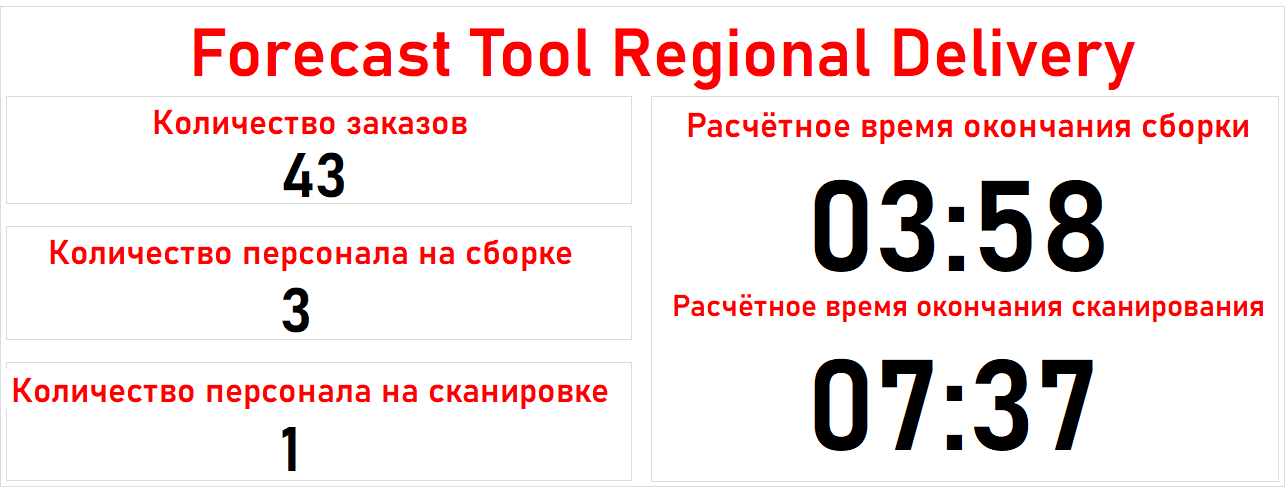 Forecast Tool Regional Delivery
Количество заказов
43
Количество персонала на сборке
3
Количество персонала на сканировке
1
Расчётное время окончания сборки
03:58
Расчётное время окончания сканирования
07:37